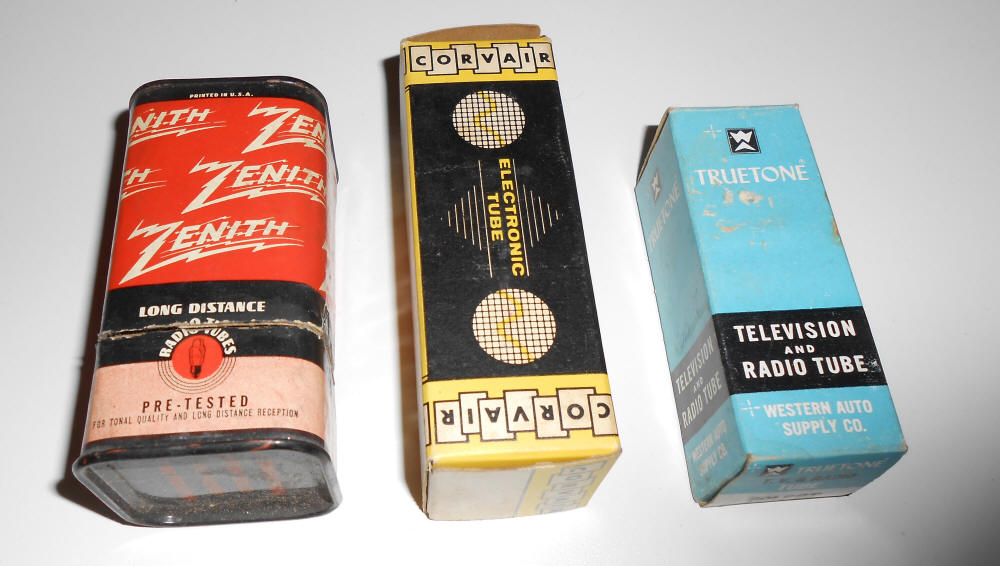 PRINTED IN U.S.A.
ZENITH
ZENITH
ZENITH
LONG DISTANCE
RADIO TUBES
PRE-TESTED
FOR TONAL QUALITY AND LONG DISTANCE RECEPTION
CORVAIR
ELECTRONIC
TUBE
CORVAIR
TRUETONE
TELEVISION
AND
RADIO TUBE
WESTERN AUTO
SUPPLY CO.
TRUETONE
TELEVISION
AND
RADIO TUBE
WESTERN AUTO
SUPPLY CO.
TRUETONE
T.V. & RADIO
TUBE